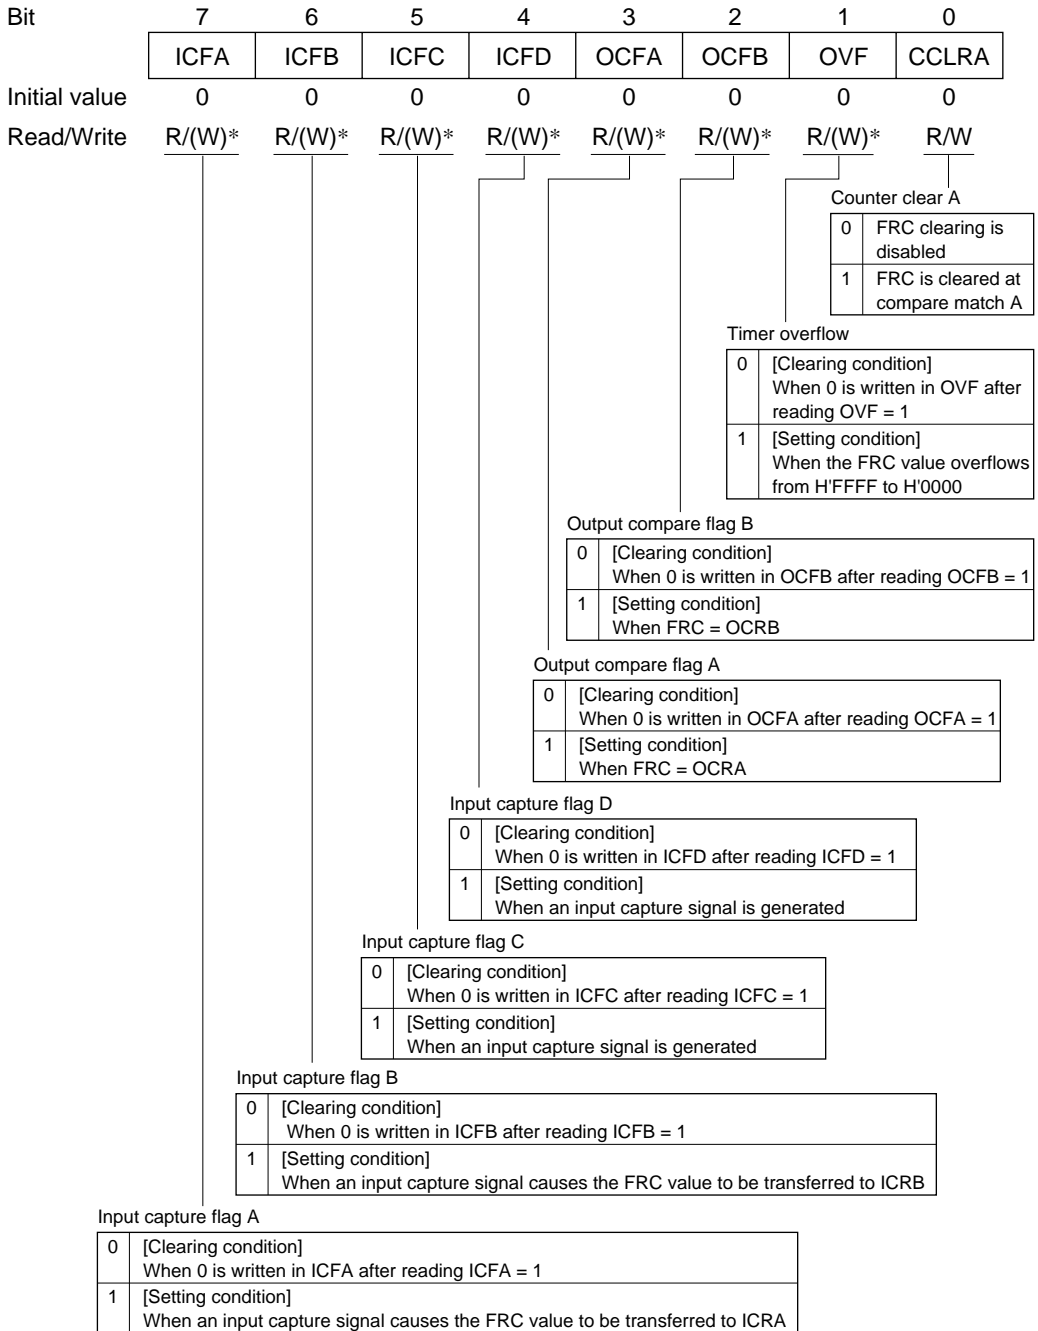 Bit 7 6 5 4 3 2 1 0
ICFA ICFB ICFC ICFD OCFA OCFB OVF CCLRA
Initial value 0 0 0 0 0 0 0 0
Read/Write R/(W)* R/(W)* R/(W)* R/(W)* R/(W)* R/(W)* R/(W)* R/W
Counter clear A
0 FRC clearing is
disabled
1 FRC is cleared at
compare match A
Timer overflow
0 [Clearing condition]
When 0 is written in OVF after
reading OVF = 1
1 [Setting condition]
When the FRC value overflows
from H'FFFF to H'0000
Output compare flag B
0 [Clearing condition]
When 0 is written in OCFB after reading OCFB = 1
1 [Setting condition]
When FRC = OCRB
Output compare flag A
0 [Clearing condition]
When 0 is written in OCFA after reading OCFA = 1
1 [Setting condition]
When FRC = OCRA
Input capture flag D
0 [Clearing condition]
When 0 is written in ICFD after reading ICFD = 1
1 [Setting condition]
When an input capture signal is generated
Input capture flag C
0 [Clearing condition]
When 0 is written in ICFC after reading ICFC = 1
1 [Setting condition]
When an input capture signal is generated
Input capture flag B
0 [Clearing condition]
When 0 is written in ICFB after reading ICFB = 1
1 [Setting condition]
When an input capture signal causes the FRC value to be transferred to ICRB
Input capture flag A
0 [Clearing condition]
When 0 is written in ICFA after reading ICFA = 1
1 [Setting condition]
When an input capture signal causes the FRC value to be transferred to ICRA